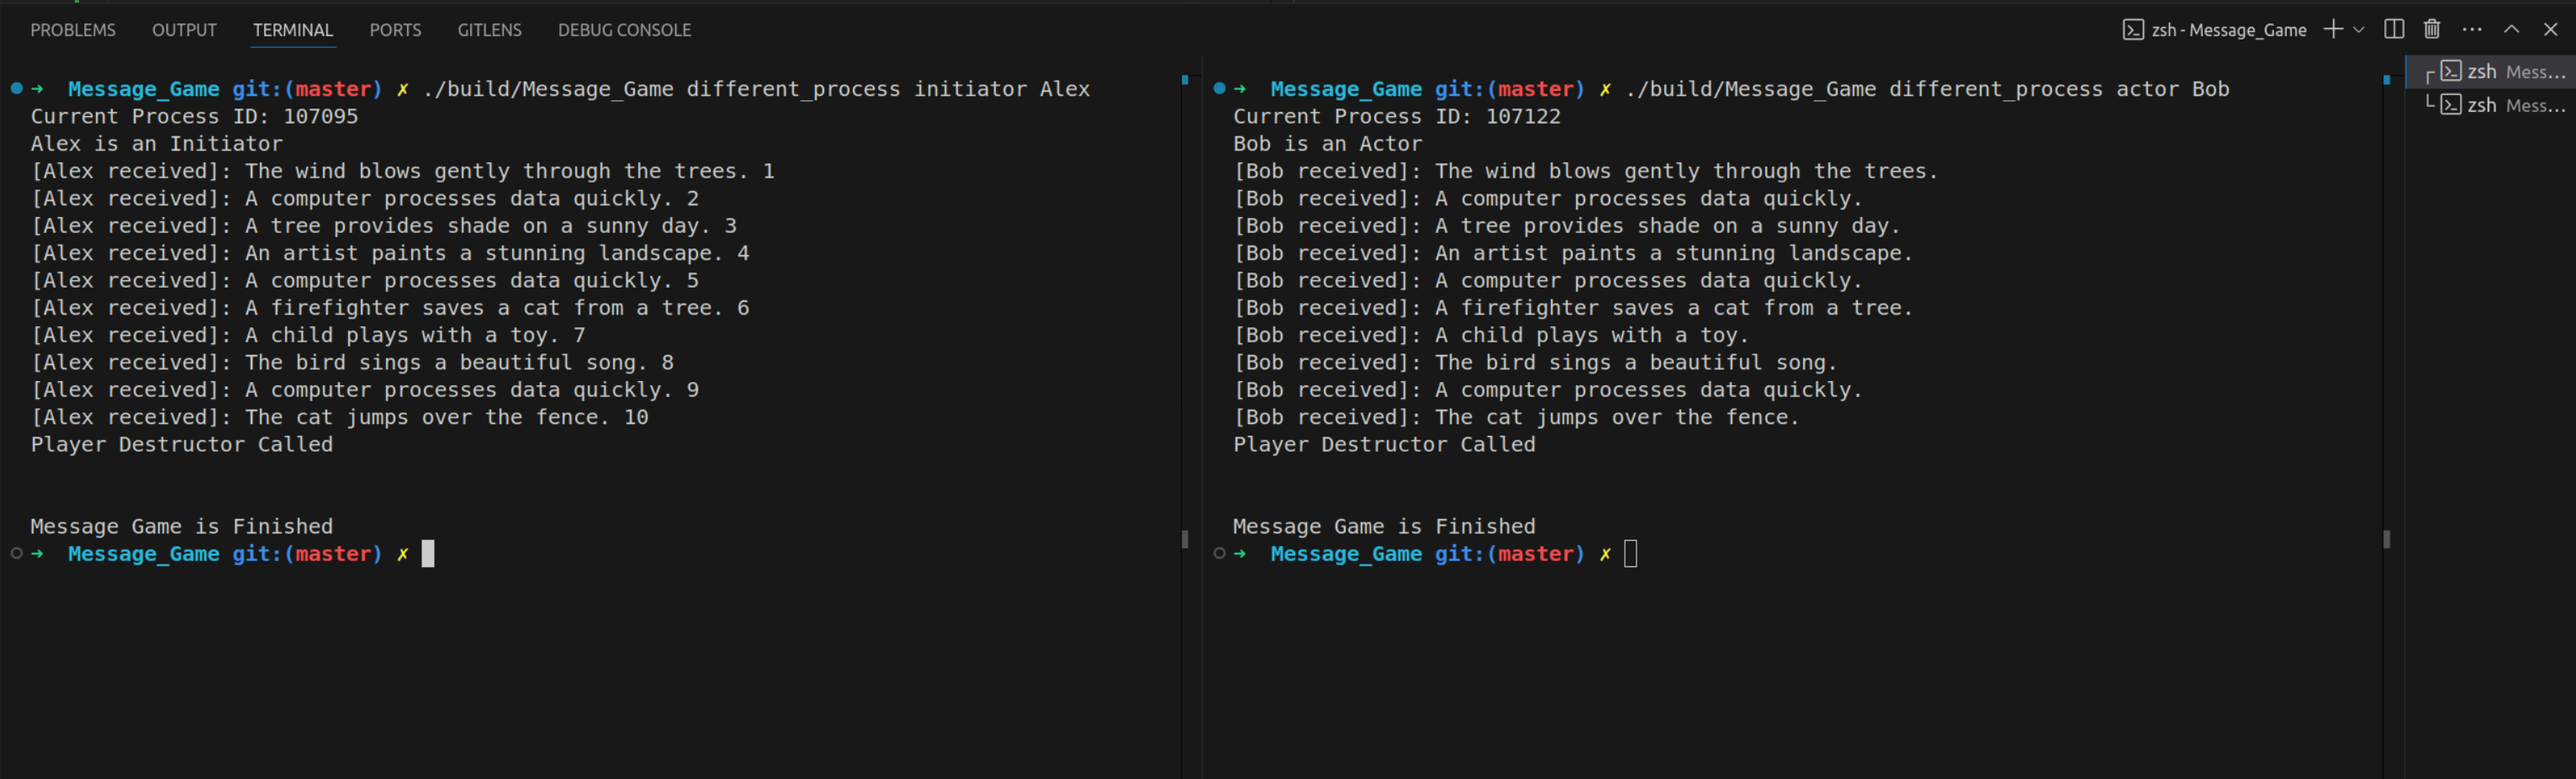 PROBLEMS OUTPUT TERMINAL PORTS GITLENS DEBUG CONSOLE zsh - Message_Game
➜ Message_Game git:(master) ✗ ./build/Message_Game different_process initiator Alex
Current Process ID: 107095
Alex is an Initiator
[Alex received]: The wind blows gently through the trees. 1
[Alex received]: A computer processes data quickly. 2
[Alex received]: A tree provides shade on a sunny day. 3
[Alex received]: An artist paints a stunning landscape. 4
[Alex received]: A computer processes data quickly. 5
[Alex received]: A firefighter saves a cat from a tree. 6
[Alex received]: A child plays with a toy. 7
[Alex received]: The bird sings a beautiful song. 8
[Alex received]: A computer processes data quickly. 9
[Alex received]: The cat jumps over the fence. 10
Player Destructor Called
Message Game is Finished
➜ Message_Game git:(master) ✗
➜ Message_Game git:(master) ✗ ./build/Message_Game different_process actor Bob
Current Process ID: 107122
Bob is an Actor
[Bob received]: The wind blows gently through the trees.
[Bob received]: A computer processes data quickly.
[Bob received]: A tree provides shade on a sunny day.
[Bob received]: An artist paints a stunning landscape.
[Bob received]: A computer processes data quickly.
[Bob received]: A firefighter saves a cat from a tree.
[Bob received]: A child plays with a toy.
[Bob received]: The bird sings a beautiful song.
[Bob received]: A computer processes data quickly.
[Bob received]: The cat jumps over the fence.
Player Destructor Called
Message Game is Finished
➜ Message_Game git:(master) ✗
zsh Mess...
zsh Mess...